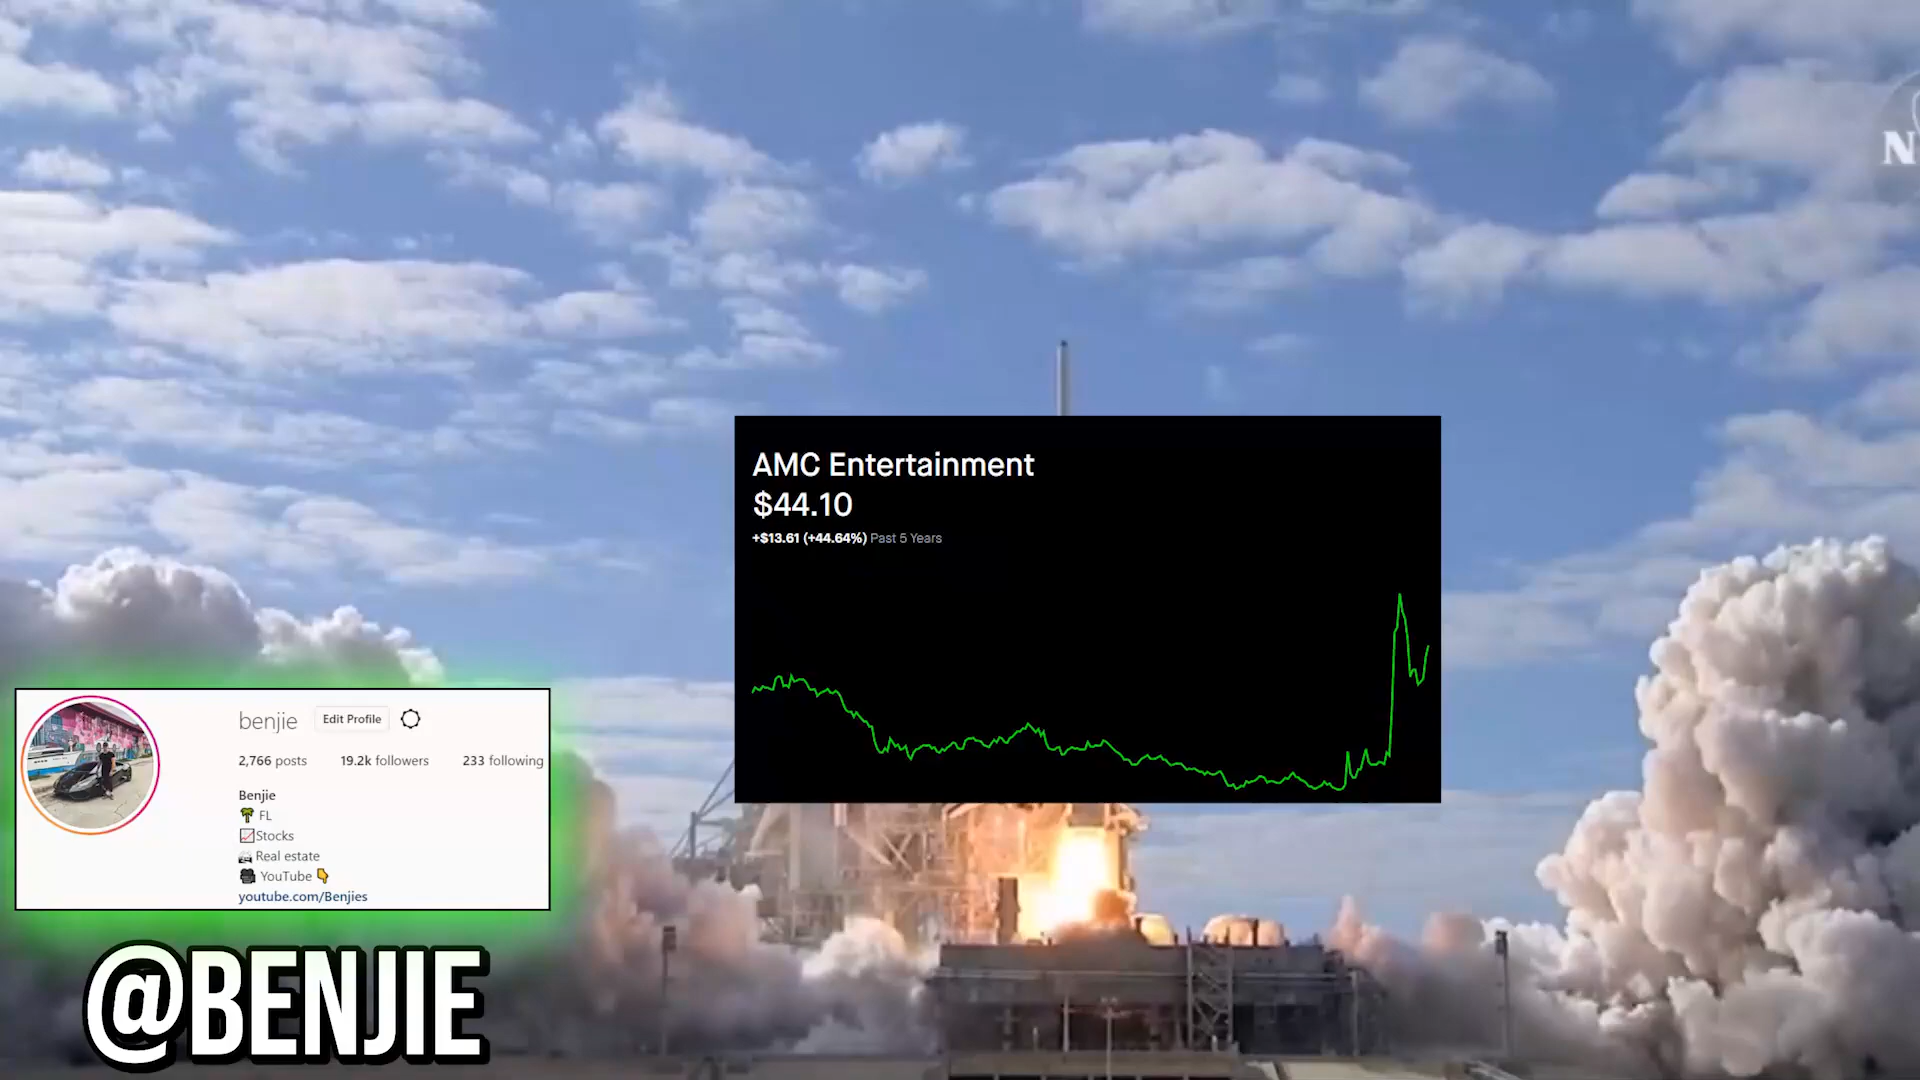 AMC Entertainment
$44.10
+$13.61 (+44.64%) Past 5 Years
benjie Edit Profile
2,766 posts 19.2k followers 233 following
Benjie
🌴 FL
📈Stocks
🏘 Real estate
🎥 YouTube 👇
youtube.com/Benjies
@BENJIE